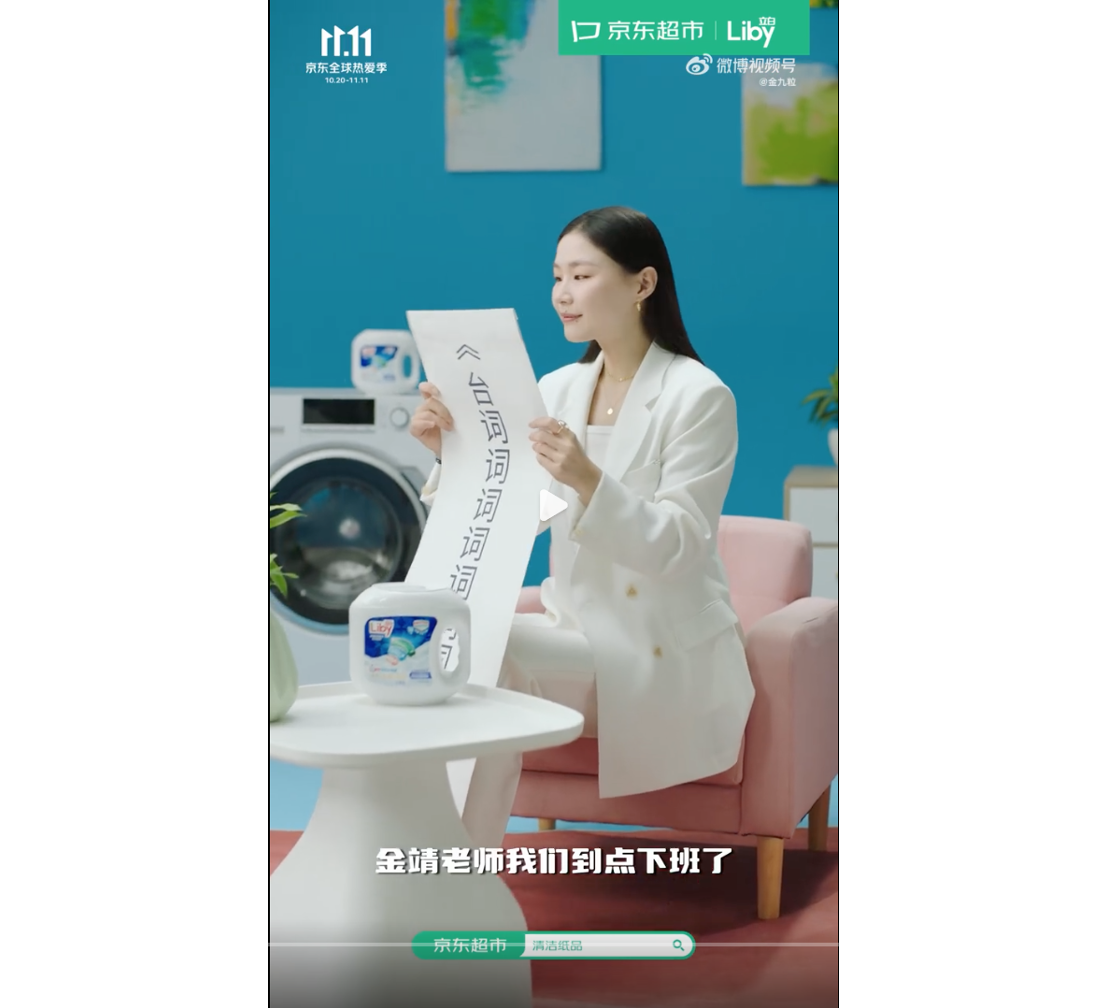 11.11
京东全球热爱季
10.20-11.11
京东超市
Liby
立白
微博视频号
@金九粒
《台词词词词词
Liby
金靖老师我们到点下班了
京东超市
清洁纸品